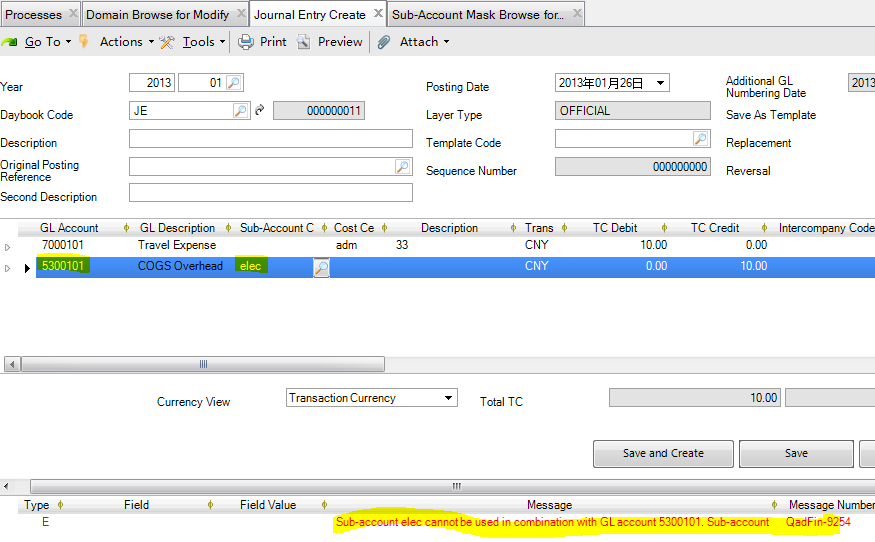 Processes Domain Browse for Modify Journal Entry Create Sub-Account Mask Browse for...
Go To Actions Tools Print Preview Attach
Year 2013 01 Posting Date 2013年01月26日 Additional GL Numbering Date 2013
Daybook Code JE 000000011 Layer Type OFFICIAL Save As Template
Description Template Code Replacement
Original Posting Reference Sequence Number 000000000 Reversal
Second Description
GL Account GL Description Sub-Account C Cost Ce Description Trans TC Debit TC Credit Intercompany Code
7000101 Travel Expense adm 33 CNY 10.00 0.00
5300101 COGS Overhead elec CNY 0.00 10.00
Currency View Transaction Currency Total TC 10.00
Save and Create Save
Type Field Field Value Message Message Number
E Sub-account elec cannot be used in combination with GL account 5300101. Sub-account QadFin-9254